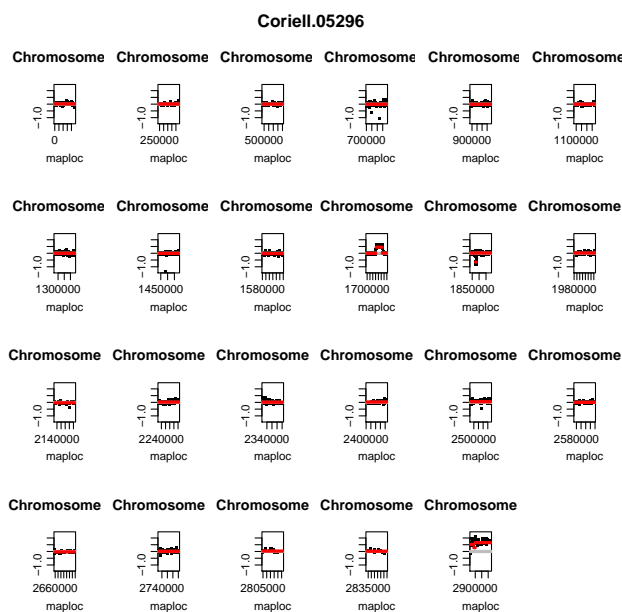 Coriell.05296
Chromosome Chromosome Chromosome Chromosome Chromosome Chromosome
-1.0 -1.0 -1.0 -1.0 -1.0 -1.0
0 250000 500000 700000 900000 1100000
maploc maploc maploc maploc maploc maploc
Chromosome Chromosome Chromosome Chromosome Chromosome Chromosome
-1.0 -1.0 -1.0 -1.0 -1.0 -1.0
1300000 1450000 1580000 1700000 1850000 1980000
maploc maploc maploc maploc maploc maploc
Chromosome Chromosome Chromosome Chromosome Chromosome Chromosome
-1.0 -1.0 -1.0 -1.0 -1.0 -1.0
2140000 2240000 2340000 2400000 2500000 2580000
maploc maploc maploc maploc maploc maploc
Chromosome Chromosome Chromosome Chromosome Chromosome
-1.0 -1.0 -1.0 -1.0 -1.0
2660000 2740000 2805000 2835000 2900000
maploc maploc maploc maploc maploc